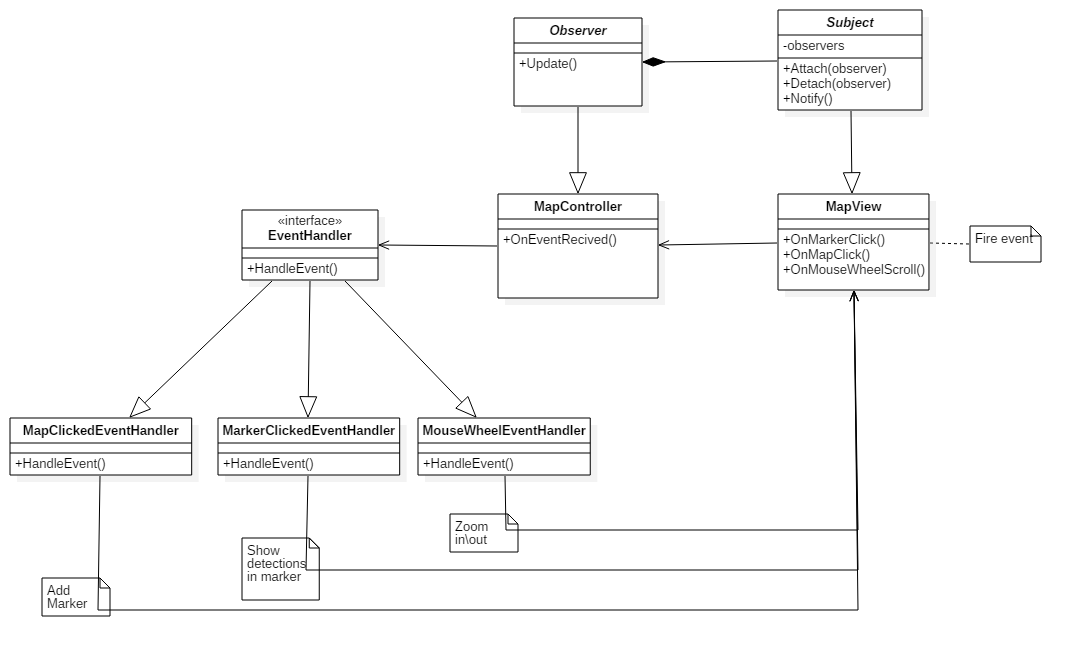 Observer
+Update()
Subject
-observers
+Attach(observer)
+Detach(observer)
+Notify()
«interface»
EventHandler
+HandleEvent()
MapController
+OnEventRecived()
MapView
+OnMarkerClick()
+OnMapClick()
+OnMouseWheelScroll()
Fire event
MapClickedEventHandler
+HandleEvent()
MarkerClickedEventHandler
+HandleEvent()
MouseWheelEventHandler
+HandleEvent()
Zoom
in\out
Show
detections
in marker
Add
Marker